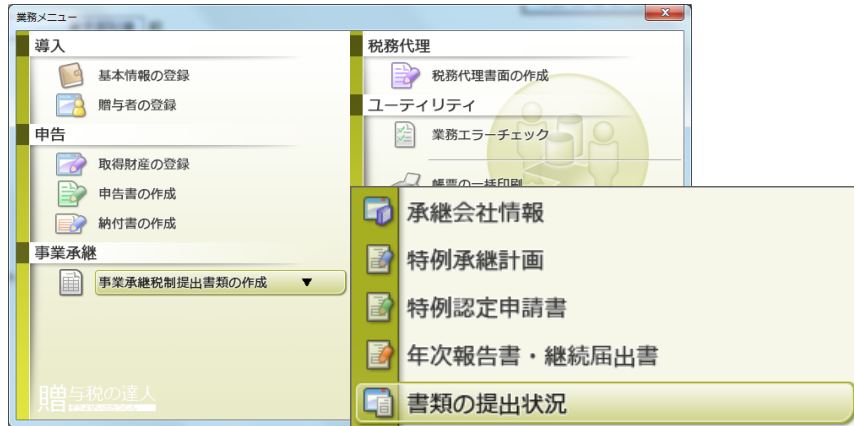 業務メニュー
導入
基本情報の登録
贈与者の登録
申告
取得財産の登録
申告書の作成
納付書の作成
事業承継
事業承継税制提出書類の作成 ▼
贈与税の達人
税務代理
税務代理書面の作成
ユーティリティ
業務エラーチェック
帳票の一括印刷
承継会社情報
特例承継計画
特例認定申請書
年次報告書・継続届出書
書類の提出状況